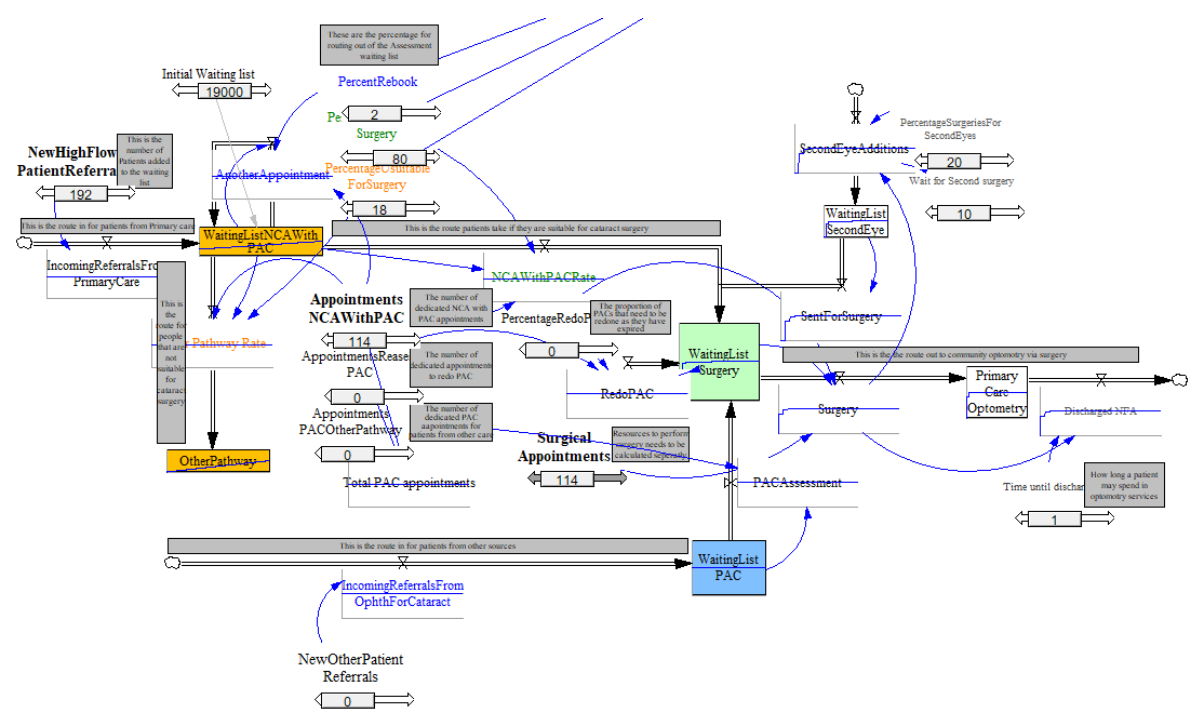 These are the percentage for
routing out of the Assessment
waiting list
Initial Waiting list
19000
PercentRebook
2
Surgery
80
PercentageUsuitable
ForSurgery
18
This is the
number of
Patients added
to the waiting
list
NewHighFlow
PatientReferra
192
AnotherAppointment
PercentageSurgeriesFor
SecondEyes
20
SecondEyeAdditions
Wait for Second surgery
10
WaitingList
SecondEye
This is the route in for patients from Primary care
This is the route patients take if they are suitable for cataract surgery
WaitingListNCAWith
PAC
IncomingReferralsFro
PrimaryCare
This is
the
route for
people
that are
not
suitable
for
cataract
surgery
Pathway Rate
OtherPathway
NCAWithPACRate
Appointments
NCAWithPAC
114
The number of
dedicated NCA with
PAC appointments
PercentageRedoP
0
The proportion of
PACs that need to be
redone as they have
expired
AppointmentsReases
PAC
0
The number of
dedicated appointments
to redo PAC
RedoPAC
Appointments
PACOtherPathway
0
The number of
dedicated PAC
aappointments for
patients from other care
Total PAC appointments
WaitingList
Surgery
SentForSurgery
This is the the route out to community optometry via surgery
Surgery
Primary
Care
Optometry
Discharged NFA
Surgical
Appointments
114
Resources to perform
surgery needs to be
calculated seperatly
PACAssessment
Time until dischar
1
How long a patient
may spend in
optomotry services
This is the route in for patients from other sources
WaitingList
PAC
IncomingReferralsFrom
OphthForCataract
NewOtherPatient
Referrals
0